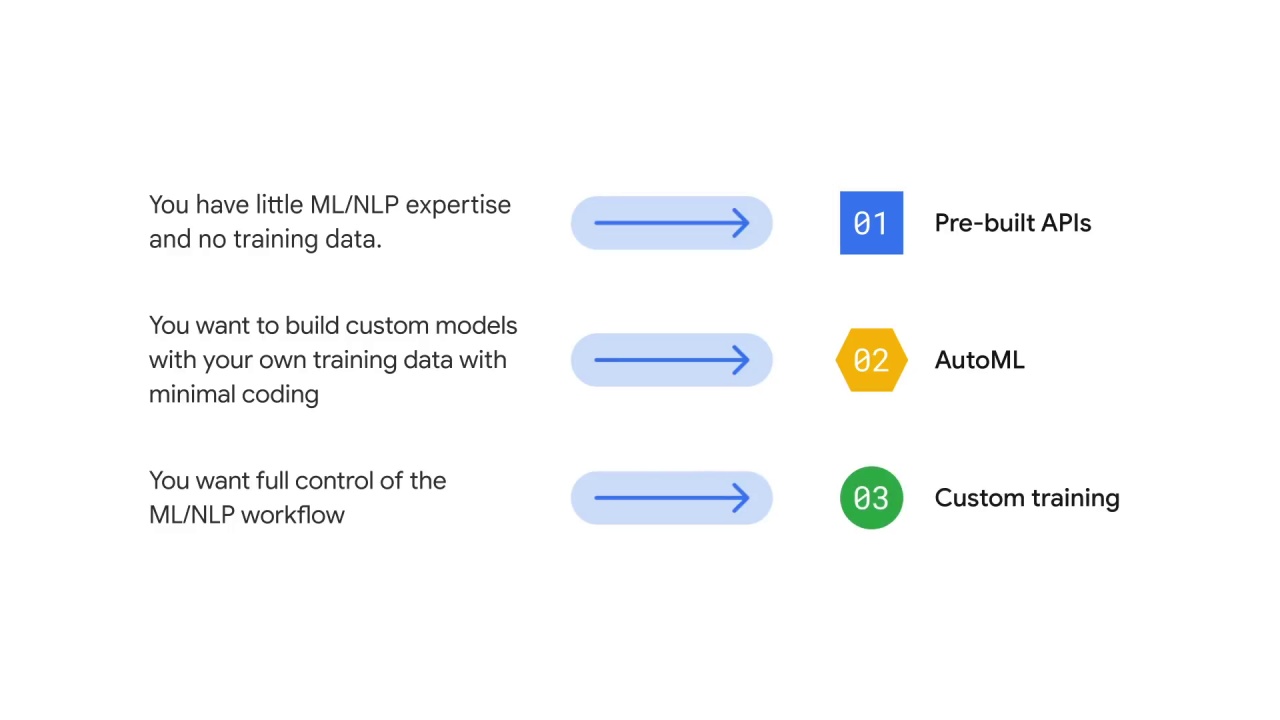 You have little ML/NLP expertise
and no training data.
01
Pre-built APIs
You want to build custom models
with your own training data with
minimal coding
02
AutoML
You want full control of the
ML/NLP workflow
03
Custom training